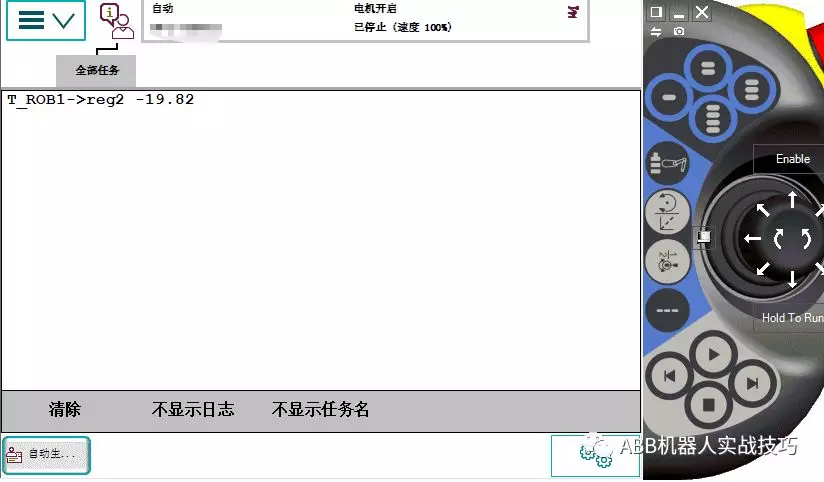 自动
电机开启
已停止 (速度 100%)
全部任务
T_ROB1->reg2 -19.82
清除
不显示日志
不显示任务名
自动生...
Enable
Hold To Run
ABB机器人实战技巧